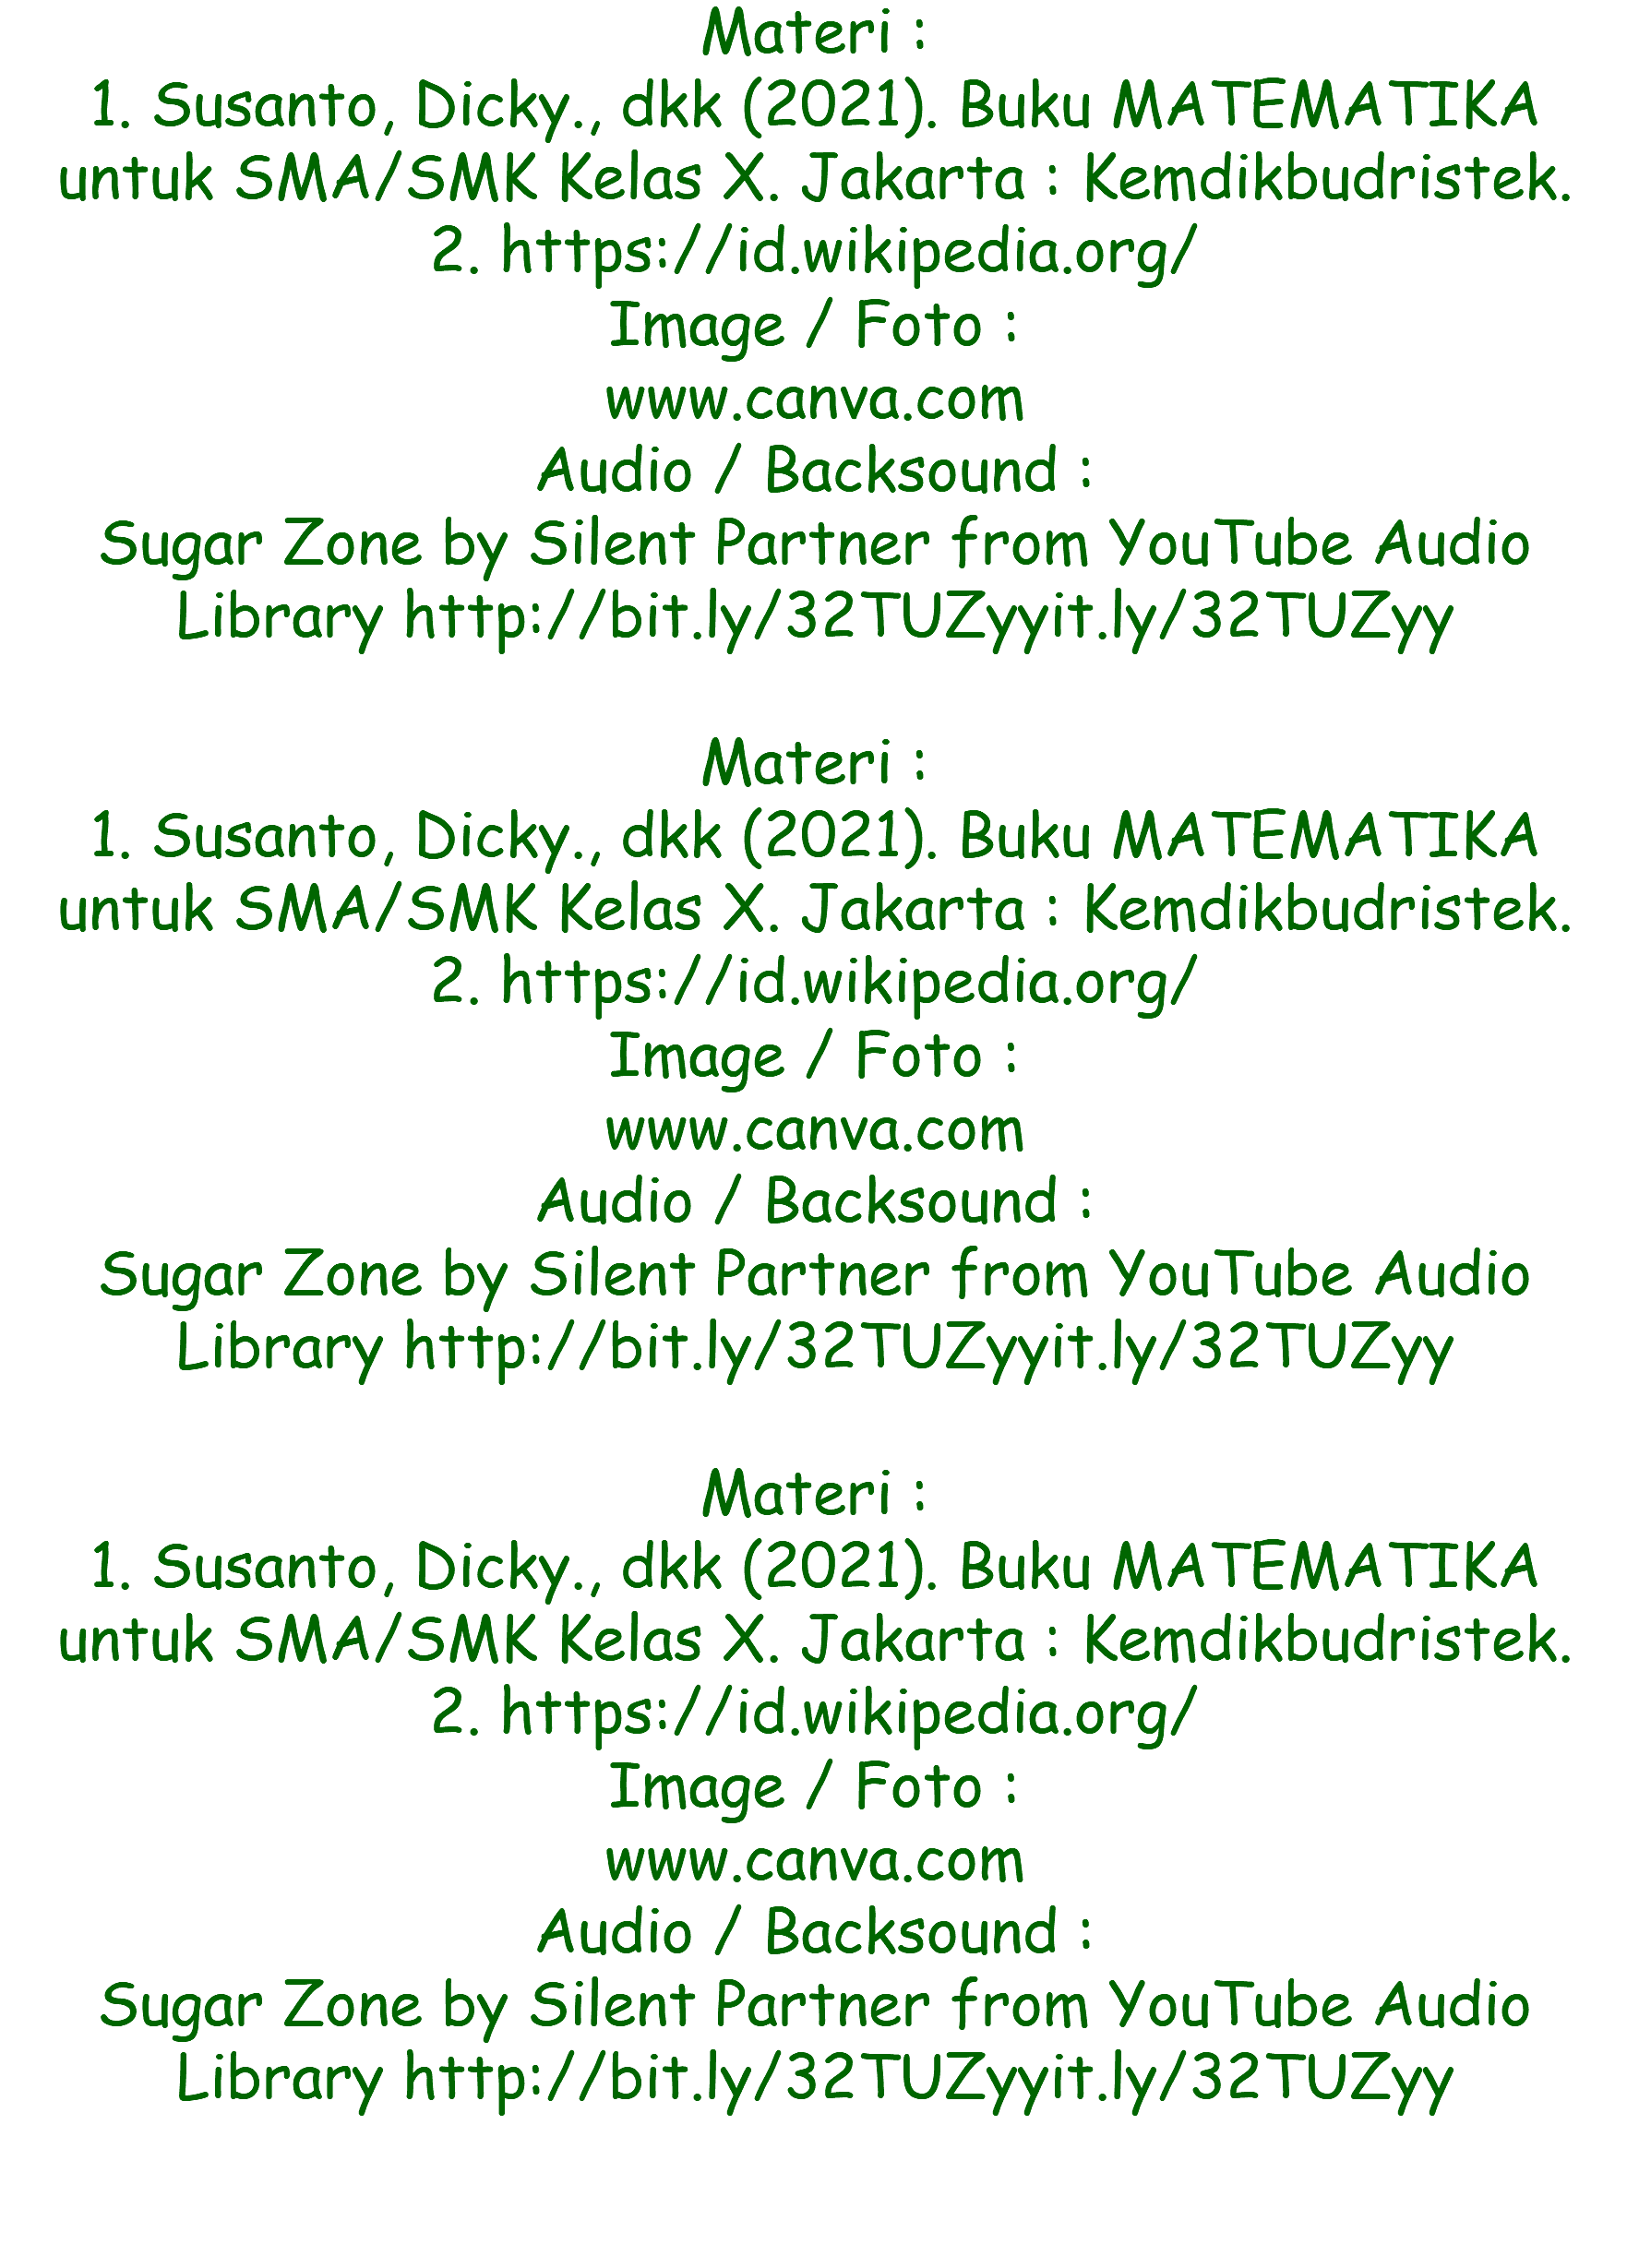 Materi :
1. Susanto, Dicky., dkk (2021). Buku MATEMATIKA
untuk SMA/SMK Kelas X. Jakarta : Kemdikbudristek.
2. https://id.wikipedia.org/
Image / Foto :
www.canva.com
Audio / Backsound :
Sugar Zone by Silent Partner from YouTube Audio
Library http://bit.ly/32TUZyyit.ly/32TUZyy
Materi :
1. Susanto, Dicky., dkk (2021). Buku MATEMATIKA
untuk SMA/SMK Kelas X. Jakarta : Kemdikbudristek.
2. https://id.wikipedia.org/
Image / Foto :
www.canva.com
Audio / Backsound :
Sugar Zone by Silent Partner from YouTube Audio
Library http://bit.ly/32TUZyyit.ly/32TUZyy
Materi :
1. Susanto, Dicky., dkk (2021). Buku MATEMATIKA
untuk SMA/SMK Kelas X. Jakarta : Kemdikbudristek.
2. https://id.wikipedia.org/
Image / Foto :
www.canva.com
Audio / Backsound :
Sugar Zone by Silent Partner from YouTube Audio
Library http://bit.ly/32TUZyyit.ly/32TUZyy